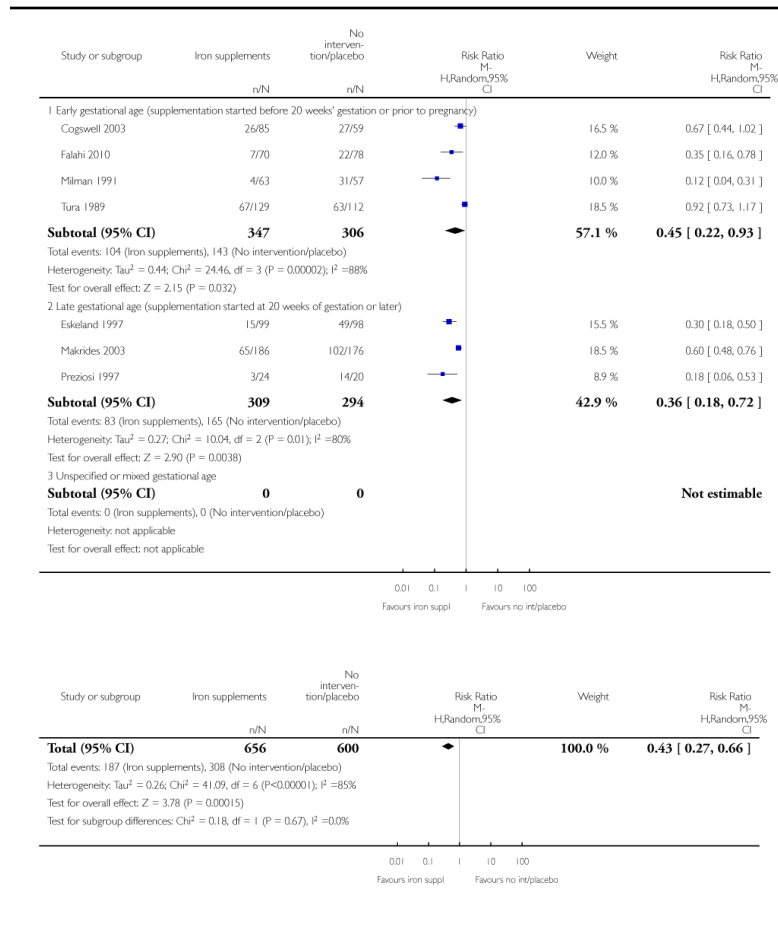 Study or subgroup Iron supplements No interven-tion/placebo Risk Ratio Weight Risk Ratio
n/N n/N M-H,Random,95% CI M-H,Random,95% CI
1 Early gestational age (supplementation started before 20 weeks' gestation or prior to pregnancy)
Cogswell 2003 26/85 27/59 16.5 % 0.67 [ 0.44, 1.02 ]
Falahi 2010 7/70 22/78 12.0 % 0.35 [ 0.16, 0.78 ]
Milman 1991 4/63 31/57 10.0 % 0.12 [ 0.04, 0.31 ]
Tura 1989 67/129 63/112 18.5 % 0.92 [ 0.73, 1.17 ]
Subtotal (95% CI) 347 306 57.1 % 0.45 [ 0.22, 0.93 ]
Total events: 104 (Iron supplements), 143 (No intervention/placebo)
Heterogeneity: Tau² = 0.44; Chi² = 24.46, df = 3 (P = 0.00002); I² =88%
Test for overall effect: Z = 2.15 (P = 0.032)
2 Late gestational age (supplementation started at 20 weeks of gestation or later)
Eskeland 1997 15/99 49/98 15.5 % 0.30 [ 0.18, 0.50 ]
Makrides 2003 65/186 102/176 18.5 % 0.60 [ 0.48, 0.76 ]
Preziosi 1997 3/24 14/20 8.9 % 0.18 [ 0.06, 0.53 ]
Subtotal (95% CI) 309 294 42.9 % 0.36 [ 0.18, 0.72 ]
Total events: 83 (Iron supplements), 165 (No intervention/placebo)
Heterogeneity: Tau² = 0.27; Chi² = 10.04, df = 2 (P = 0.01); I² =80%
Test for overall effect: Z = 2.90 (P = 0.0038)
3 Unspecified or mixed gestational age
Subtotal (95% CI) 0 0 Not estimable
Total events: 0 (Iron supplements), 0 (No intervention/placebo)
Heterogeneity: not applicable
Test for overall effect: not applicable
0.01 0.1 1 10 100
Favours iron suppl Favours no int/placebo
Study or subgroup Iron supplements No interven-tion/placebo Risk Ratio Weight Risk Ratio
n/N n/N M-H,Random,95% CI M-H,Random,95% CI
Total (95% CI) 656 600 100.0 % 0.43 [ 0.27, 0.66 ]
Total events: 187 (Iron supplements), 308 (No intervention/placebo)
Heterogeneity: Tau² = 0.26; Chi² = 41.09, df = 6 (P<0.00001); I² =85%
Test for overall effect: Z = 3.78 (P = 0.00015)
Test for subgroup differences: Chi² = 0.18, df = 1 (P = 0.67), I² =0.0%
0.01 0.1 1 10 100
Favours iron suppl Favours no int/placebo